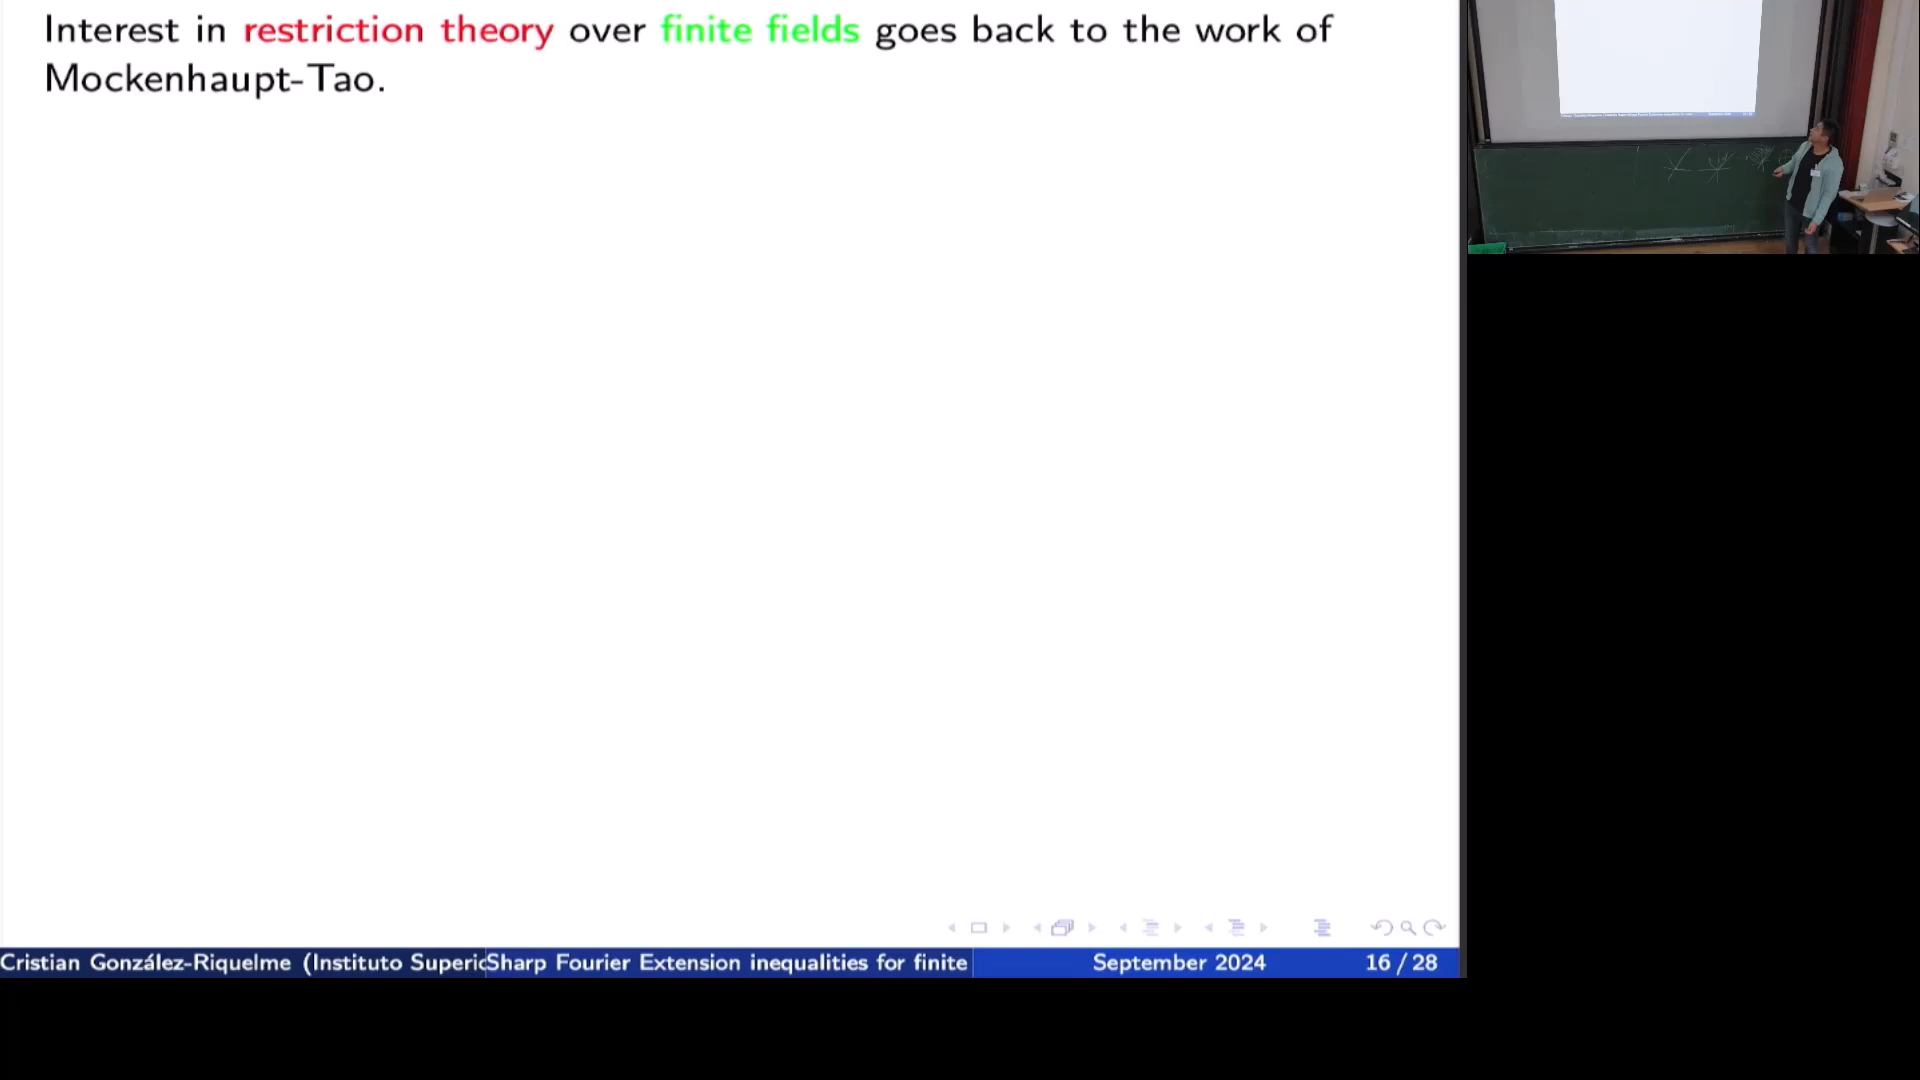 Interest in restriction theory over finite fields goes back to the work of
Mockenhaupt-Tao.
Cristian González-Riquelme (Instituto Superic
Sharp Fourier Extension inequalities for finite
September 2024
16 / 28